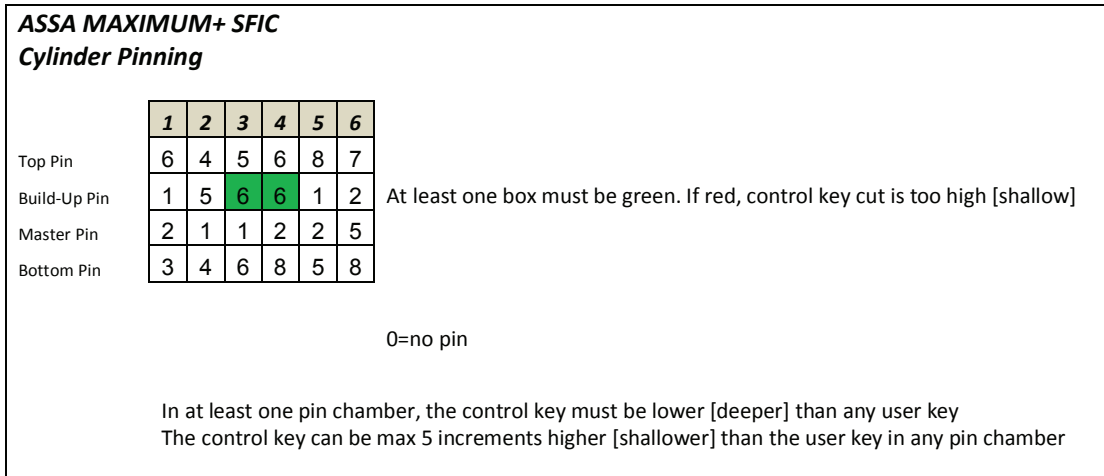 ASSA MAXIMUM+ SFIC
Cylinder Pinning
1 2 3 4 5 6
Top Pin 6 4 5 6 8 7
Build-Up Pin 1 5 6 6 1 2 At least one box must be green. If red, control key cut is too high [shallow]
Master Pin 2 1 1 2 2 5
Bottom Pin 3 4 6 8 5 8
0=no pin
In at least one pin chamber, the control key must be lower [deeper] than any user key
The control key can be max 5 increments higher [shallower] than the user key in any pin chamber